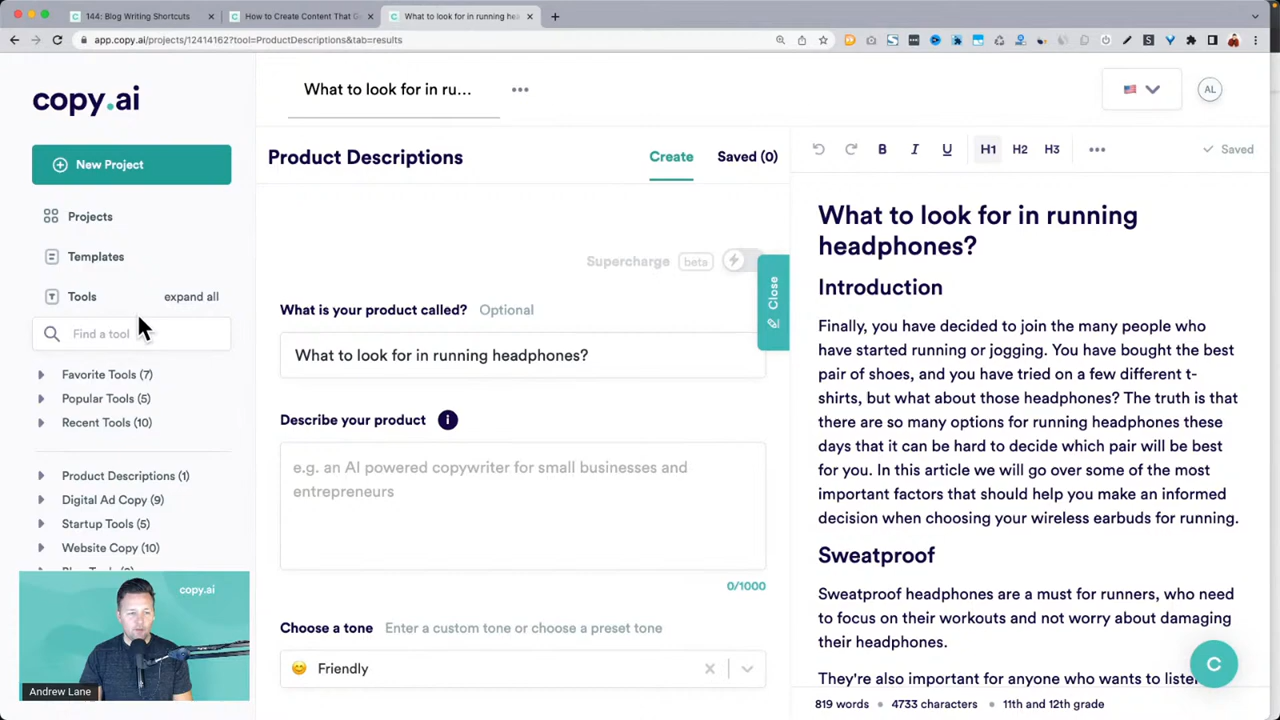 144: Blog Writing Shortcuts
How to Create Content That G
What to look for in running he
app.copy.ai/projects/12414162?tool=ProductDescriptions&tab=results
copy.ai
New Project
Projects
Templates
Tools
expand all
Find a tool
Favorite Tools (7)
Popular Tools (5)
Recent Tools (10)
Product Descriptions (1)
Digital Ad Copy (9)
Startup Tools (5)
Website Copy (10)
copy.ai
Andrew Lane
What to look for in ru...
AL
Product Descriptions
Create
Saved (0)
Supercharge
beta
Close
What is your product called? Optional
What to look for in running headphones?
Describe your product i
e.g. an AI powered copywriter for small businesses and
entrepreneurs
0/1000
Choose a tone Enter a custom tone or choose a preset tone
Friendly
B I U H1 H2 H3
Saved
What to look for in running
headphones?
Introduction
Finally, you have decided to join the many people who
have started running or jogging. You have bought the best
pair of shoes, and you have tried on a few different t-
shirts, but what about those headphones? The truth is that
there are so many options for running headphones these
days that it can be hard to decide which pair will be best
for you. In this article we will go over some of the most
important factors that should help you make an informed
decision when choosing your wireless earbuds for running.
Sweatproof
Sweatproof headphones are a must for runners, who need
to focus on their workouts and not worry about damaging
their headphones.
They're also important for anyone who wants to listen
C
819 words • 4733 characters • 11th and 12th grade